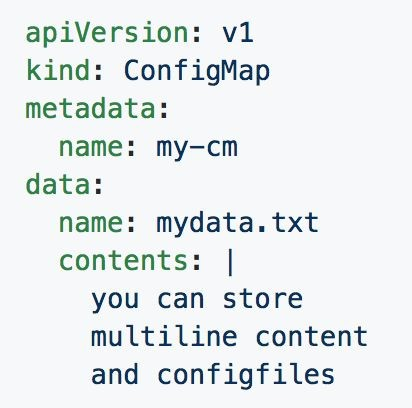 apiVersion: v1
kind: ConfigMap
metadata:
  name: my-cm
data:
  name: mydata.txt
  contents: |
    you can store
    multiline content
    and configfiles